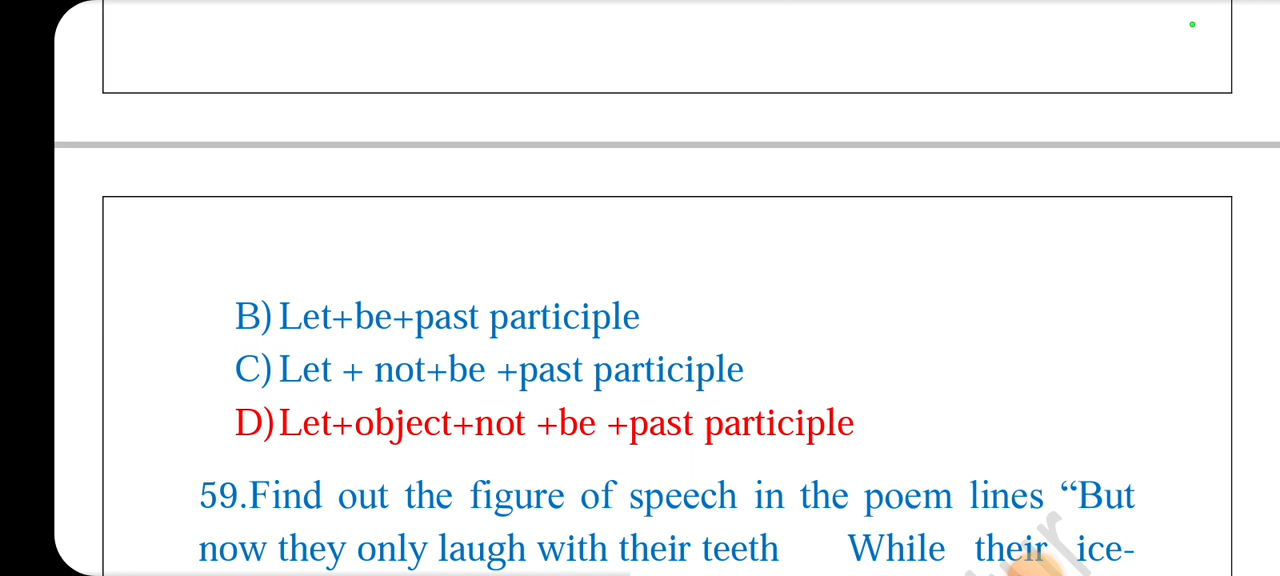 B) Let+be+past participle
C) Let + not+be +past participle
D) Let+object+not +be +past participle
59.Find out the figure of speech in the poem lines “But
now they only laugh with their teeth While their ice-